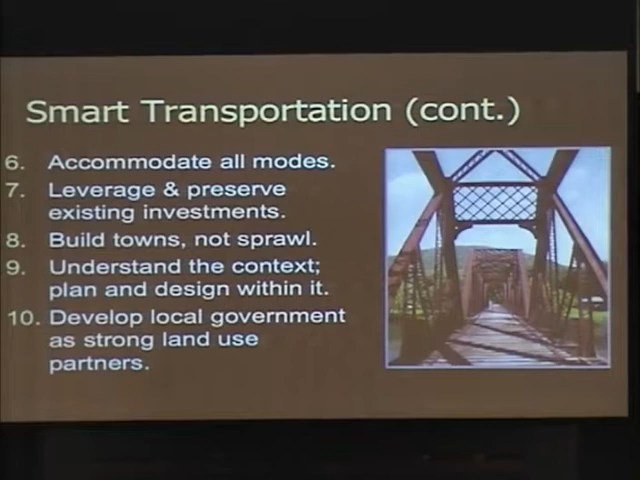 Smart Transportation (cont.)
6. Accommodate all modes.
7. Leverage & preserve
existing investments.
8. Build towns, not sprawl.
9. Understand the context;
plan and design within it.
10. Develop local government
as strong land use
partners.